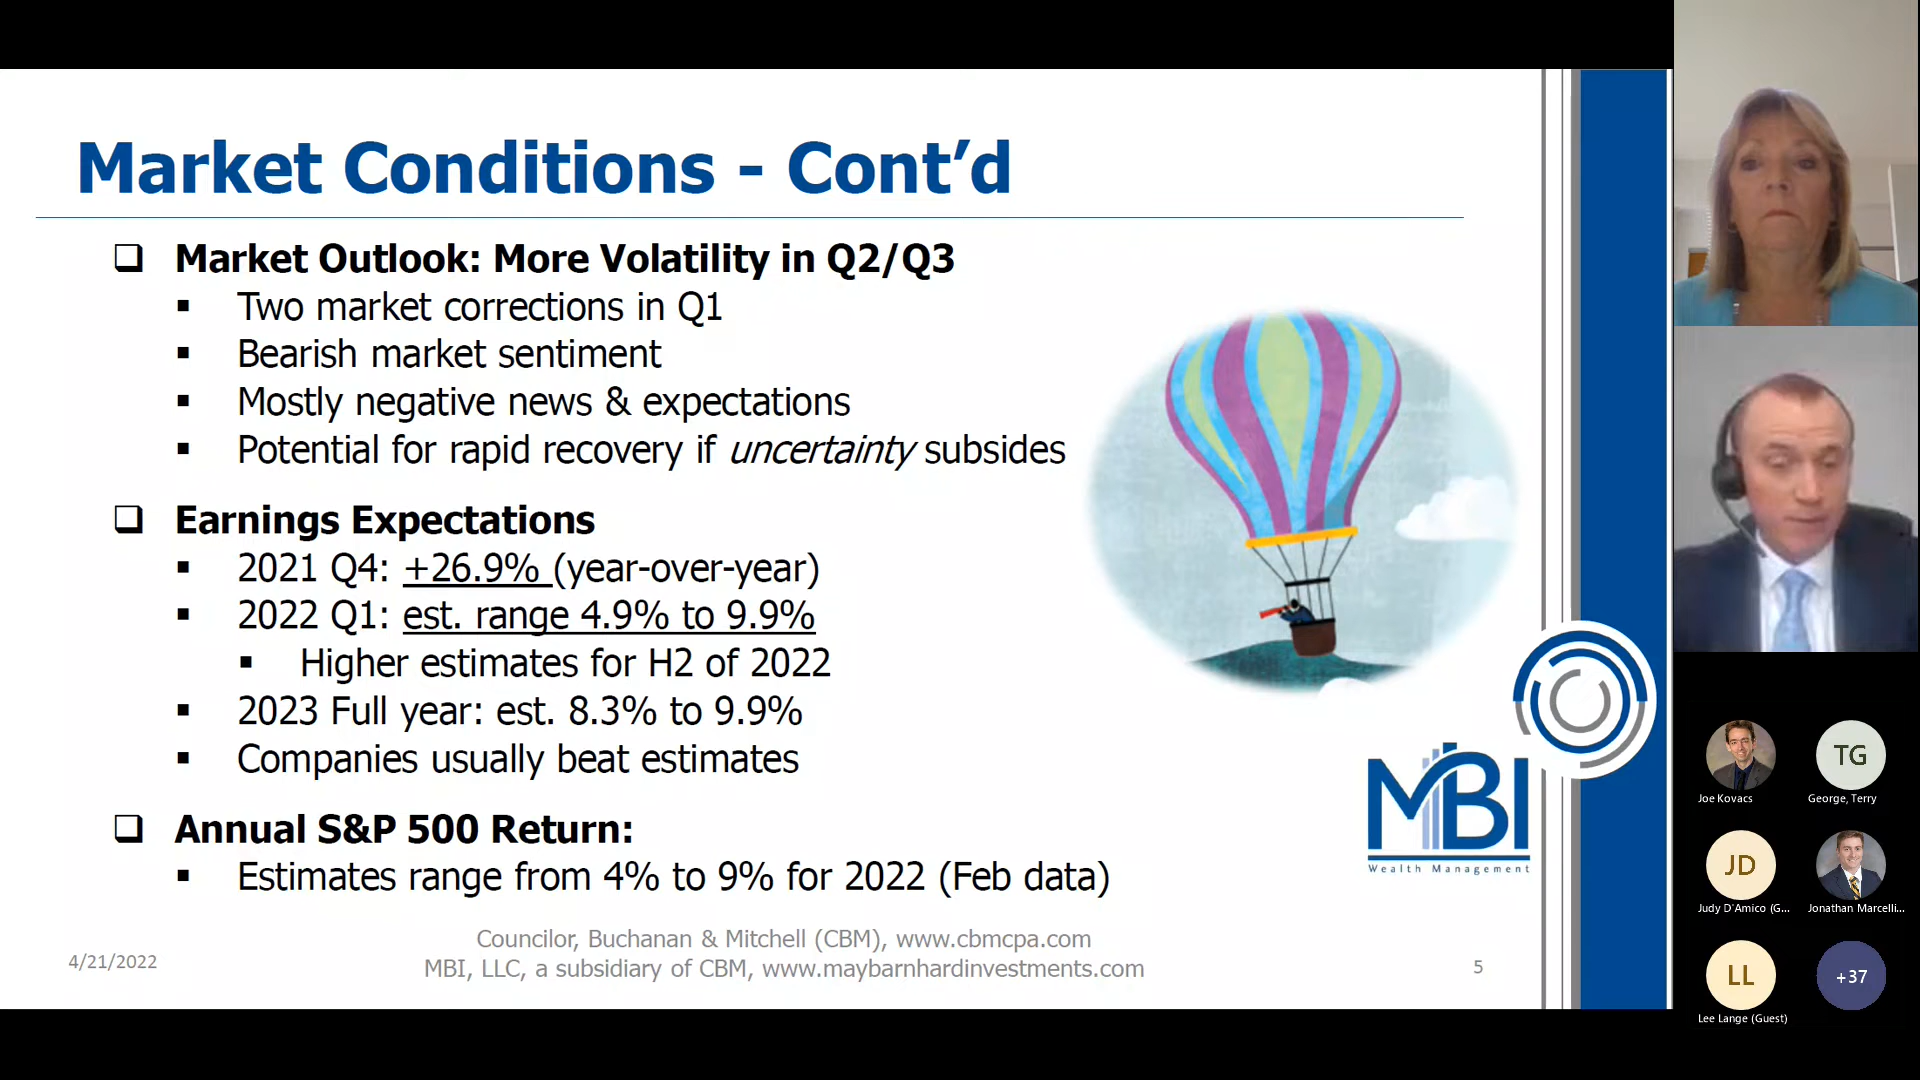 Market Conditions - Cont’d
Market Outlook: More Volatility in Q2/Q3
Two market corrections in Q1
Bearish market sentiment
Mostly negative news & expectations
Potential for rapid recovery if uncertainty subsides
Earnings Expectations
2021 Q4: +26.9% (year-over-year)
2022 Q1: est. range 4.9% to 9.9%
Higher estimates for H2 of 2022
2023 Full year: est. 8.3% to 9.9%
Companies usually beat estimates
Annual S&P 500 Return:
Estimates range from 4% to 9% for 2022 (Feb data)
MBI
Wealth Management
Councilor, Buchanan & Mitchell (CBM), www.cbmcpa.com
MBI, LLC, a subsidiary of CBM, www.maybarnhardinvestments.com
4/21/2022
5
Joe Kovacs
TG
George, Terry
JD
Judy D'Amico (G...
Jonathan Marcelli...
LL
Lee Lange (Guest)
+37